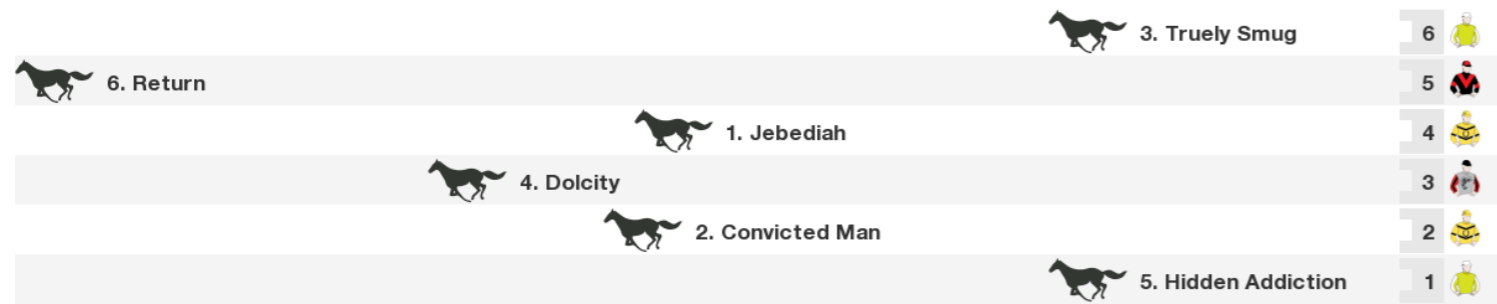 3. Truely Smug 6
6. Return 5
1. Jebediah 4
4. Dolcity 3
2. Convicted Man 2
5. Hidden Addiction 1